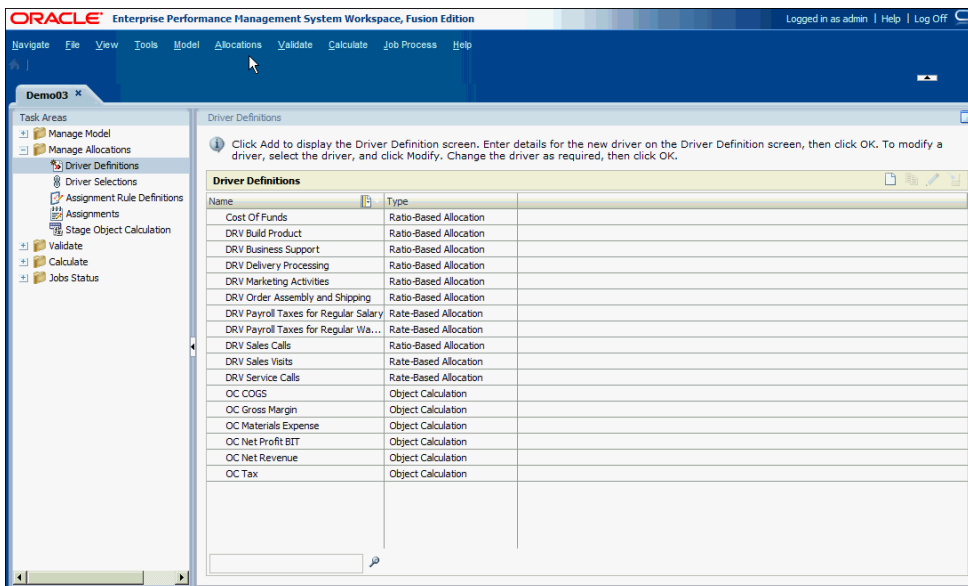 ORACLE® Enterprise Performance Management System Workspace, Fusion Edition
Logged in as admin | Help | Log Off
Navigate File View Tools Model Allocations Validate Calculate Job Process Help
Demo03 ×
Task Areas
Manage Model
Manage Allocations
Driver Definitions
Driver Selections
Assignment Rule Definitions
Assignments
Stage Object Calculation
Validate
Calculate
Jobs Status
Driver Definitions
Click Add to display the Driver Definition screen. Enter details for the new driver on the Driver Definition screen, then click OK. To modify a
driver, select the driver, and click Modify. Change the driver as required, then click OK.
Driver Definitions
Name Type
Cost Of Funds Ratio-Based Allocation
DRV Build Product Ratio-Based Allocation
DRV Business Support Ratio-Based Allocation
DRV Delivery Processing Ratio-Based Allocation
DRV Marketing Activities Ratio-Based Allocation
DRV Order Assembly and Shipping Ratio-Based Allocation
DRV Payroll Taxes for Regular Salary Rate-Based Allocation
DRV Payroll Taxes for Regular Wa... Rate-Based Allocation
DRV Sales Calls Ratio-Based Allocation
DRV Sales Visits Rate-Based Allocation
DRV Service Calls Rate-Based Allocation
OC COGS Object Calculation
OC Gross Margin Object Calculation
OC Materials Expense Object Calculation
OC Net Profit BIT Object Calculation
OC Net Revenue Object Calculation
OC Tax Object Calculation